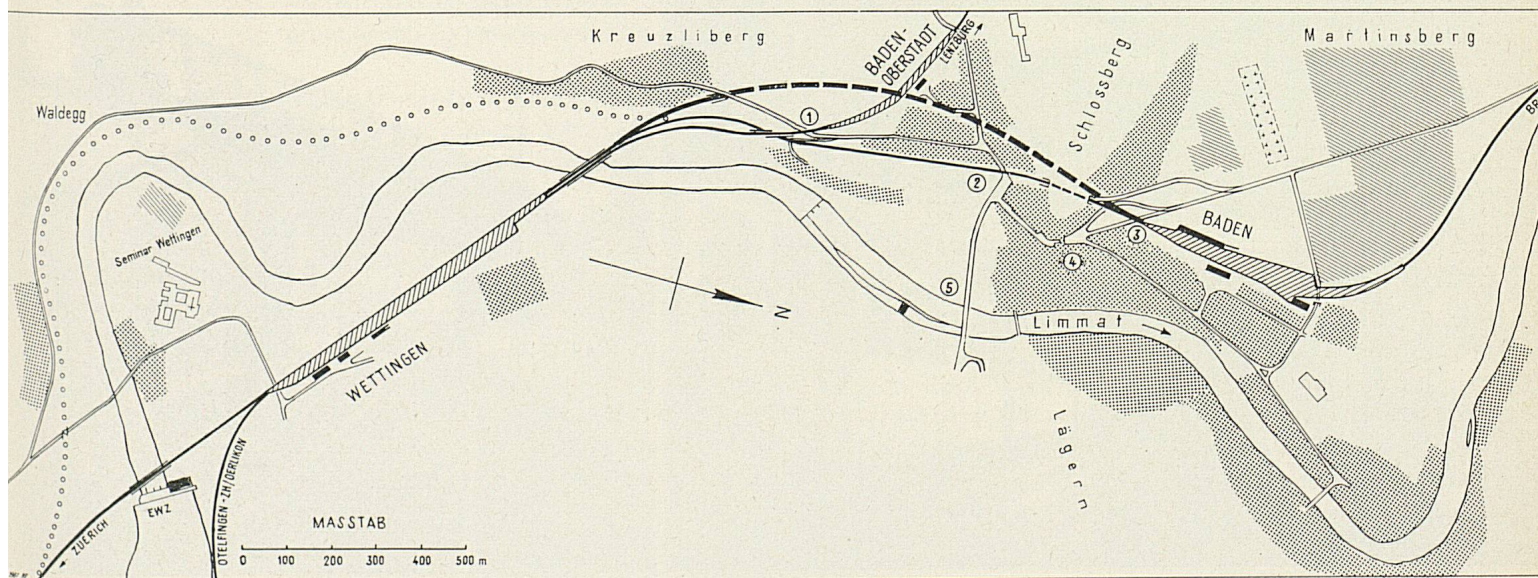 Kreuzliberg
BADEN-
OBERSTADT
LENZBURG
Schlossberg
Martinsberg
Waldegg
1
2
Seminar Wettingen
BADEN
3
4
5
N
Limmat
WETTINGEN
Lägern
OTELFINGEN-ZH/OERLIKON
EWZ
ZUERICH
MASSTAB
0 100 200 300 400 500 m